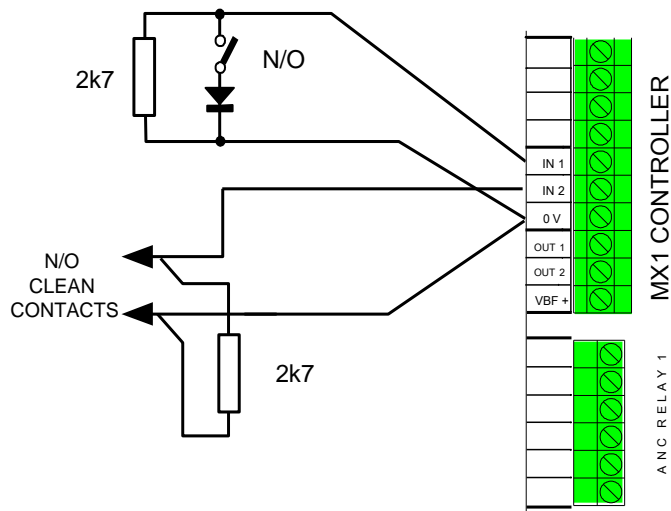 2k7
N/O
IN 1
IN 2
0 V
OUT 1
OUT 2
VBF +
MX1 CONTROLLER
N/O
CLEAN
CONTACTS
2k7
ANC RELAY 1